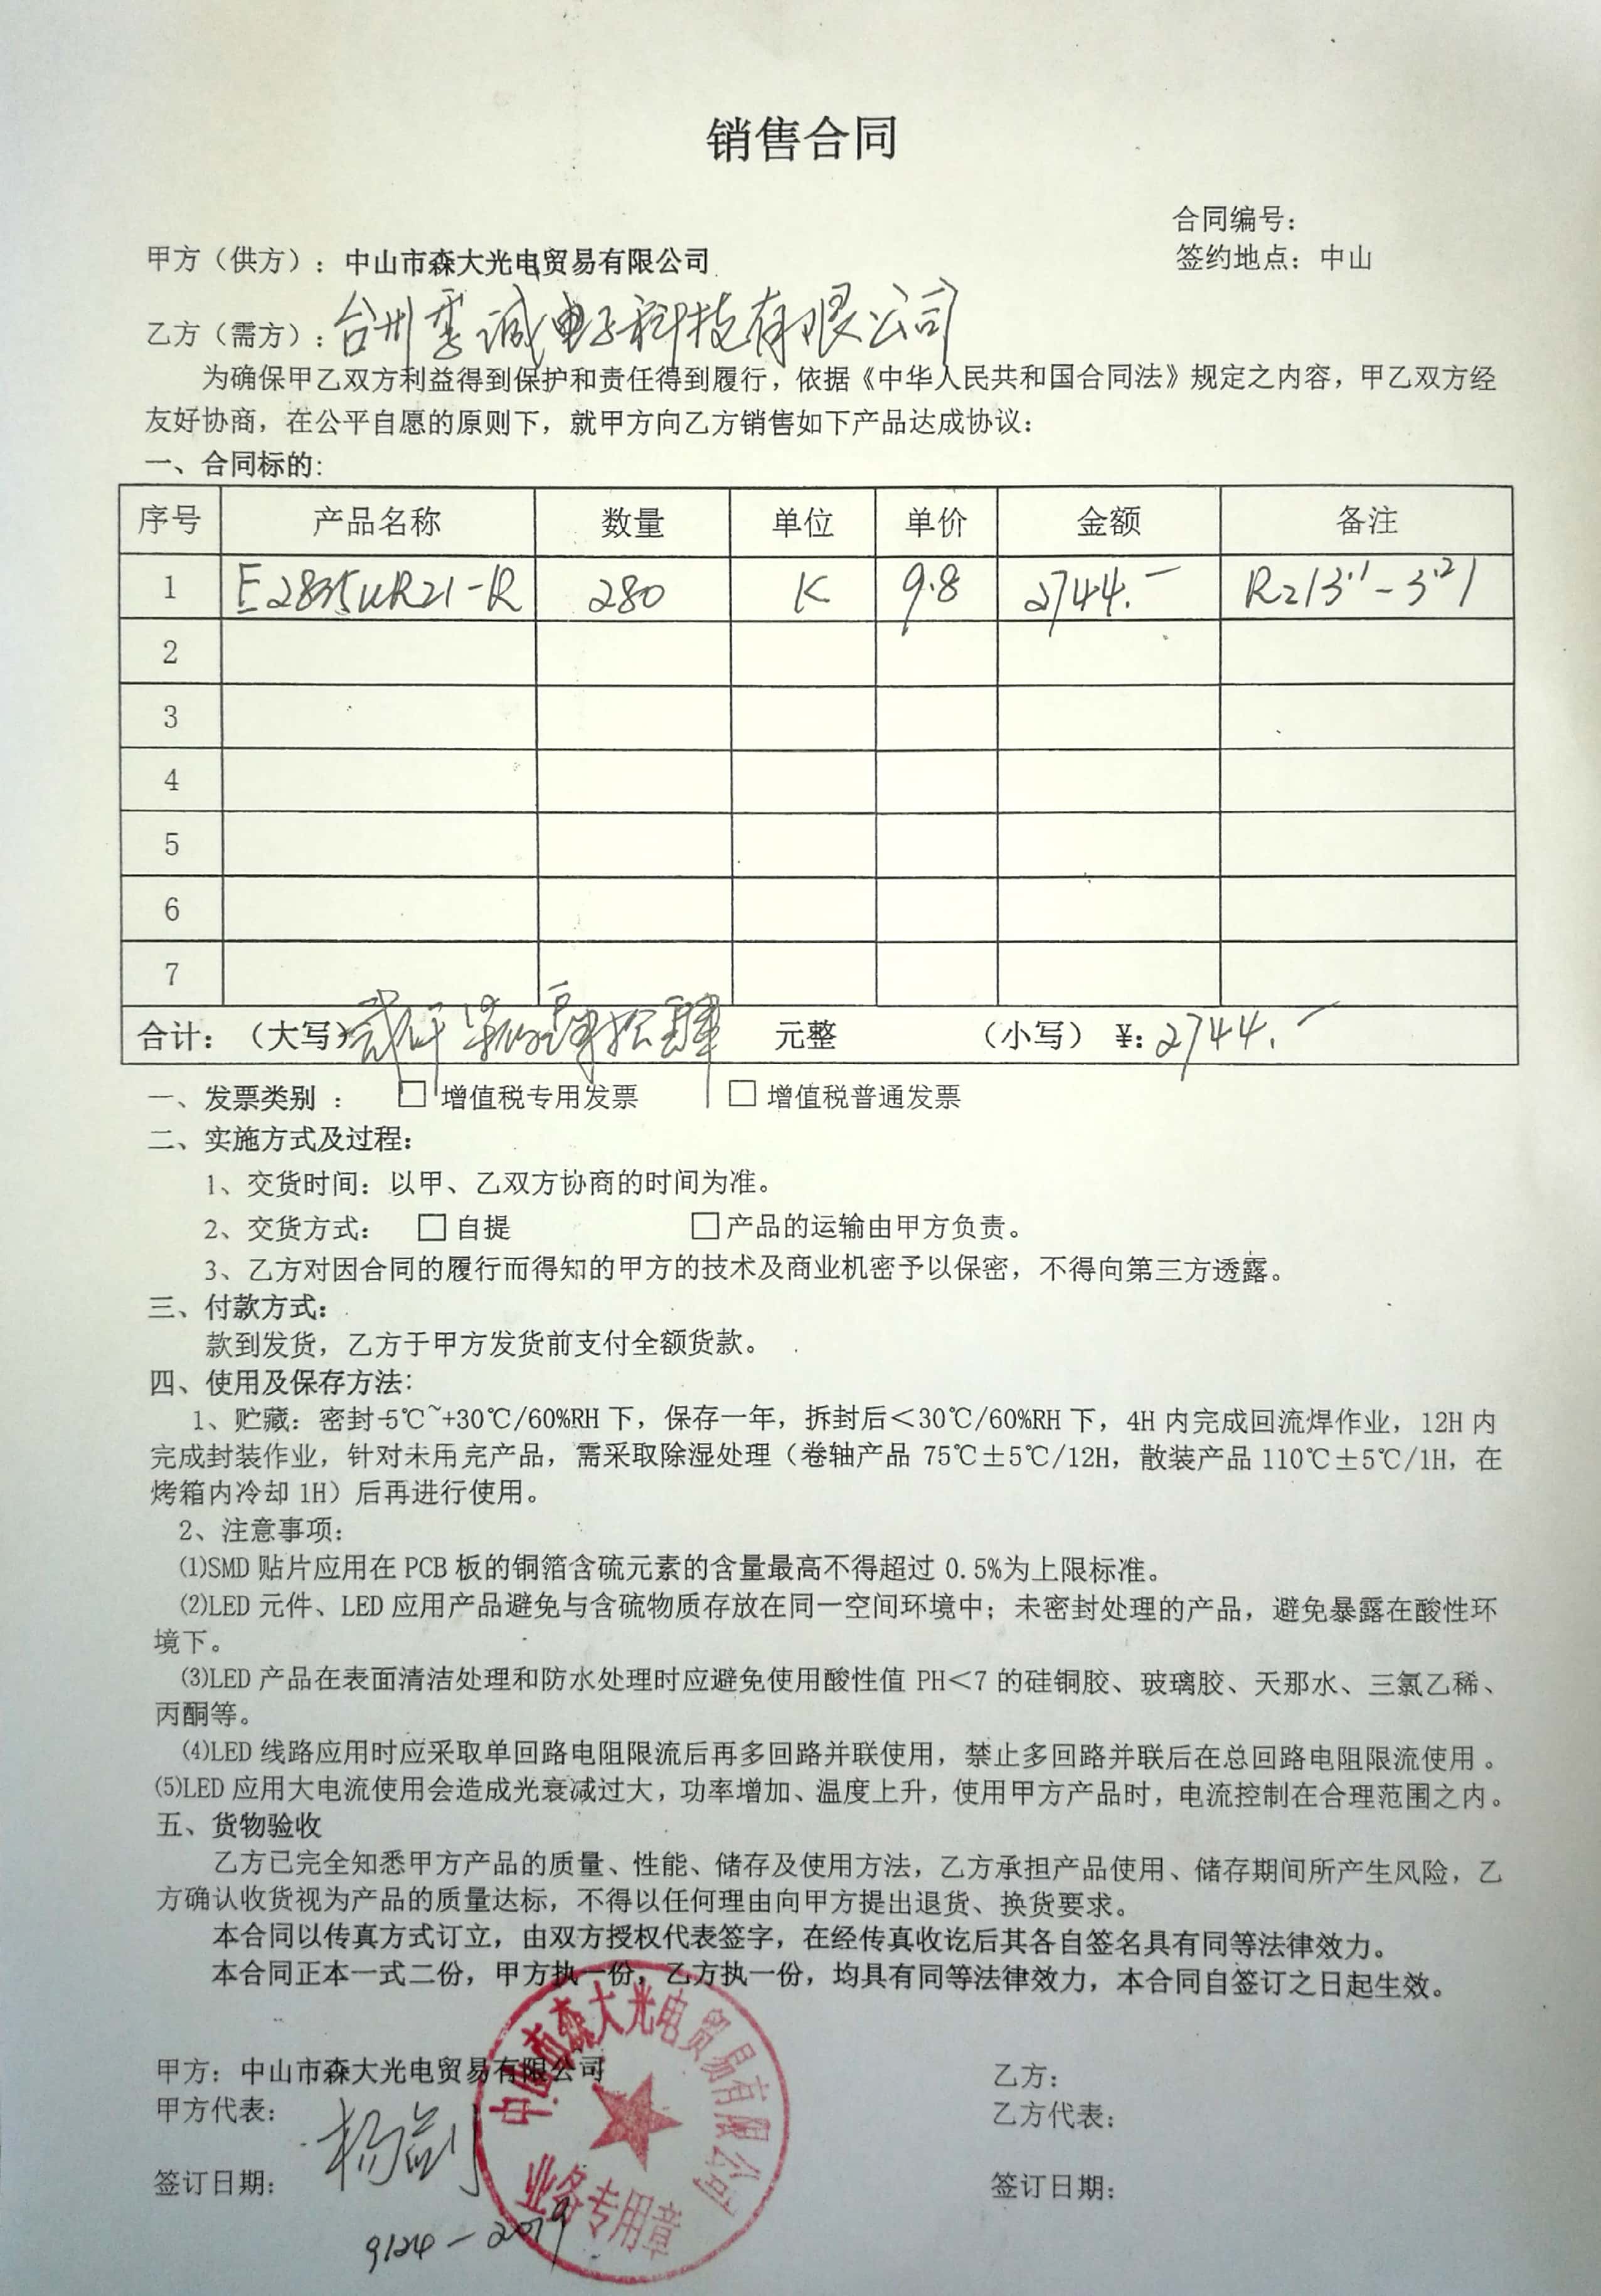 销售合同
合同编号：
甲方（供方）：中山市森大光电贸易有限公司
签约地点：中山
乙方（需方）：台州 诚电子科技有限公司
为确保甲乙双方利益得到保护和责任得到履行，依据《中华人民共和国合同法》规定之内容，甲乙双方经
友好协商，在公平自愿的原则下，就甲方向乙方销售如下产品达成协议：
一、合同标的：
序号 产品名称 数量 单位 单价 金额 备注
1 E2835UR21-R 280 K 9.8 2744.-
2
3
4
5
6
7
合计：（大写）贰仟柒佰肆拾肆 元整 （小写）¥：2744.-
一、发票类别 ： □ 增值税专用发票 □ 增值税普通发票
二、实施方式及过程：
1、交货时间：以甲、乙双方协商的时间为准。
2、交货方式： □ 自提 □产品的运输由甲方负责。
3、乙方对因合同的履行而得知的甲方的技术及商业机密予以保密，不得向第三方透露。
三、付款方式：
款到发货，乙方于甲方发货前支付全额货款。
四、使用及保存方法：
1、贮藏：密封-5℃~+30℃/60%RH 下，保存一年，拆封后＜30℃/60%RH 下，4H 内完成回流焊作业，12H 内
完成封装作业，针对未用完产品，需采取除湿处理（卷轴产品 75℃±5℃/12H，散装产品 110℃±5℃/1H，在
烤箱内冷却 1H）后再进行使用。
2、注意事项：
⑴SMD 贴片应用在 PCB 板的铜箔含硫元素的含量最高不得超过 0.5%为上限标准。
⑵LED 元件、LED 应用产品避免与含硫物质存放在同一空间环境中；未密封处理的产品，避免暴露在酸性环
境下。
⑶LED 产品在表面清洁处理和防水处理时应避免使用酸性值 PH＜7 的硅铜胶、玻璃胶、天那水、三氯乙稀、
丙酮等。
⑷LED 线路应用时应采取单回路电阻限流后再多回路并联使用，禁止多回路并联后在总回路电阻限流使用。
⑸LED 应用大电流使用会造成光衰减过大，功率增加、温度上升，使用甲方产品时，电流控制在合理范围之内。
五、货物验收
乙方已完全知悉甲方产品的质量、性能、储存及使用方法，乙方承担产品使用、储存期间所产生风险，乙
方确认收货视为产品的质量达标，不得以任何理由向甲方提出退货、换货要求。
本合同以传真方式订立，由双方授权代表签字，在经传真收讫后其各自签名具有同等法律效力。
本合同正本一式二份，甲方执一份，乙方执一份，均具有同等法律效力，本合同自签订之日起生效。
甲方：中山市森大光电贸易有限公司
乙方：
甲方代表：杨剑
乙方代表：
签订日期：
签订日期：
9/24-2019
中山市森大光电贸易有限公司
业务专用章